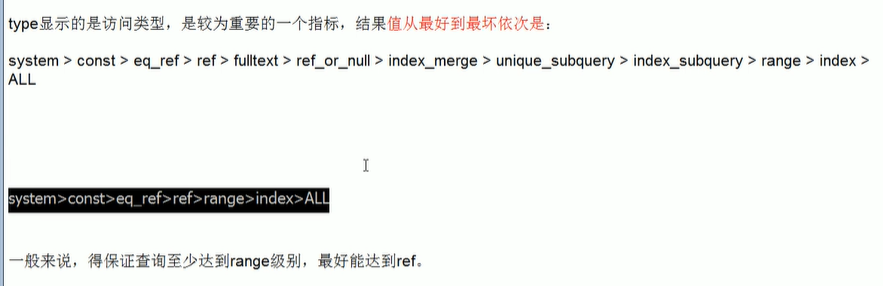 type显示的是访问类型，是较为重要的一个指标，结果值从最好到最坏依次是：
system > const > eq_ref > ref > fulltext > ref_or_null > index_merge > unique_subquery > index_subquery > range > index >
ALL
system>const>eq_ref>ref>range>index>ALL
一般来说，得保证查询至少达到range级别，最好能达到ref。